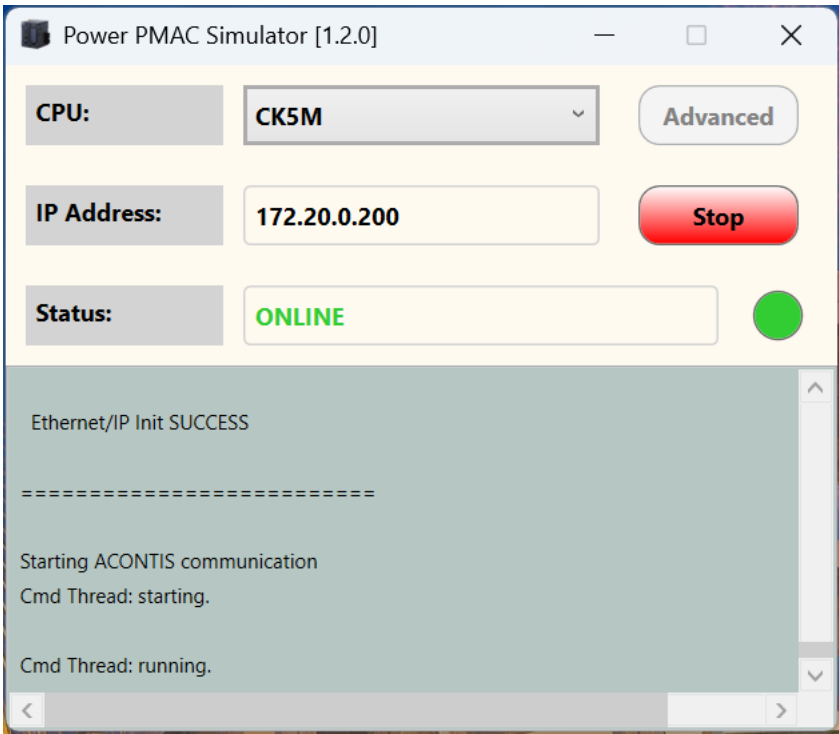 Power PMAC Simulator [1.2.0]
CPU:
CK5M
Advanced
IP Address:
172.20.0.200
Stop
Status:
ONLINE
Ethernet/IP Init SUCCESS
==========================
Starting ACONTIS communication
Cmd Thread: starting.
Cmd Thread: running.